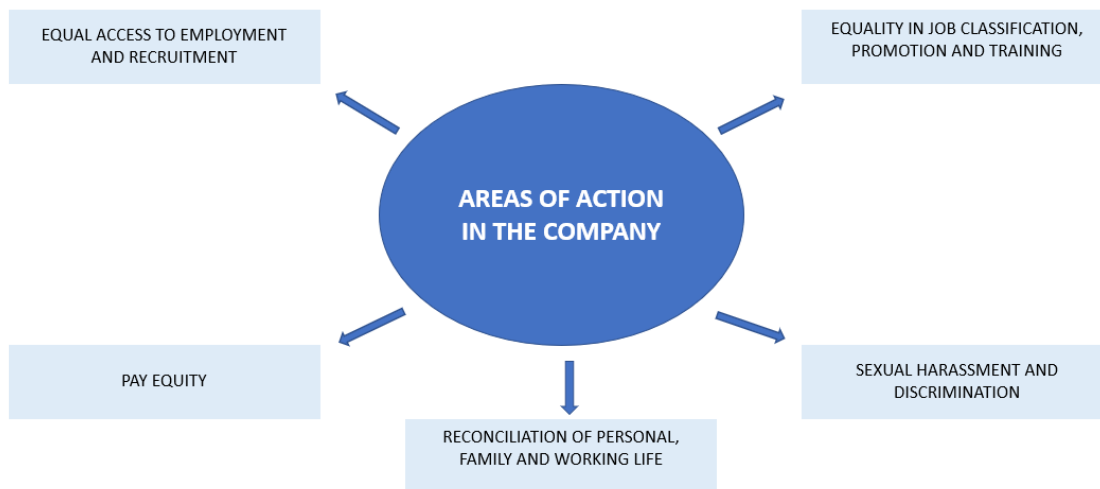 EQUAL ACCESS TO EMPLOYMENT
AND RECRUITMENT
EQUALITY IN JOB CLASSIFICATION,
PROMOTION AND TRAINING
AREAS OF ACTION
IN THE COMPANY
PAY EQUITY
SEXUAL HARASSMENT AND
DISCRIMINATION
RECONCILIATION OF PERSONAL,
FAMILY AND WORKING LIFE